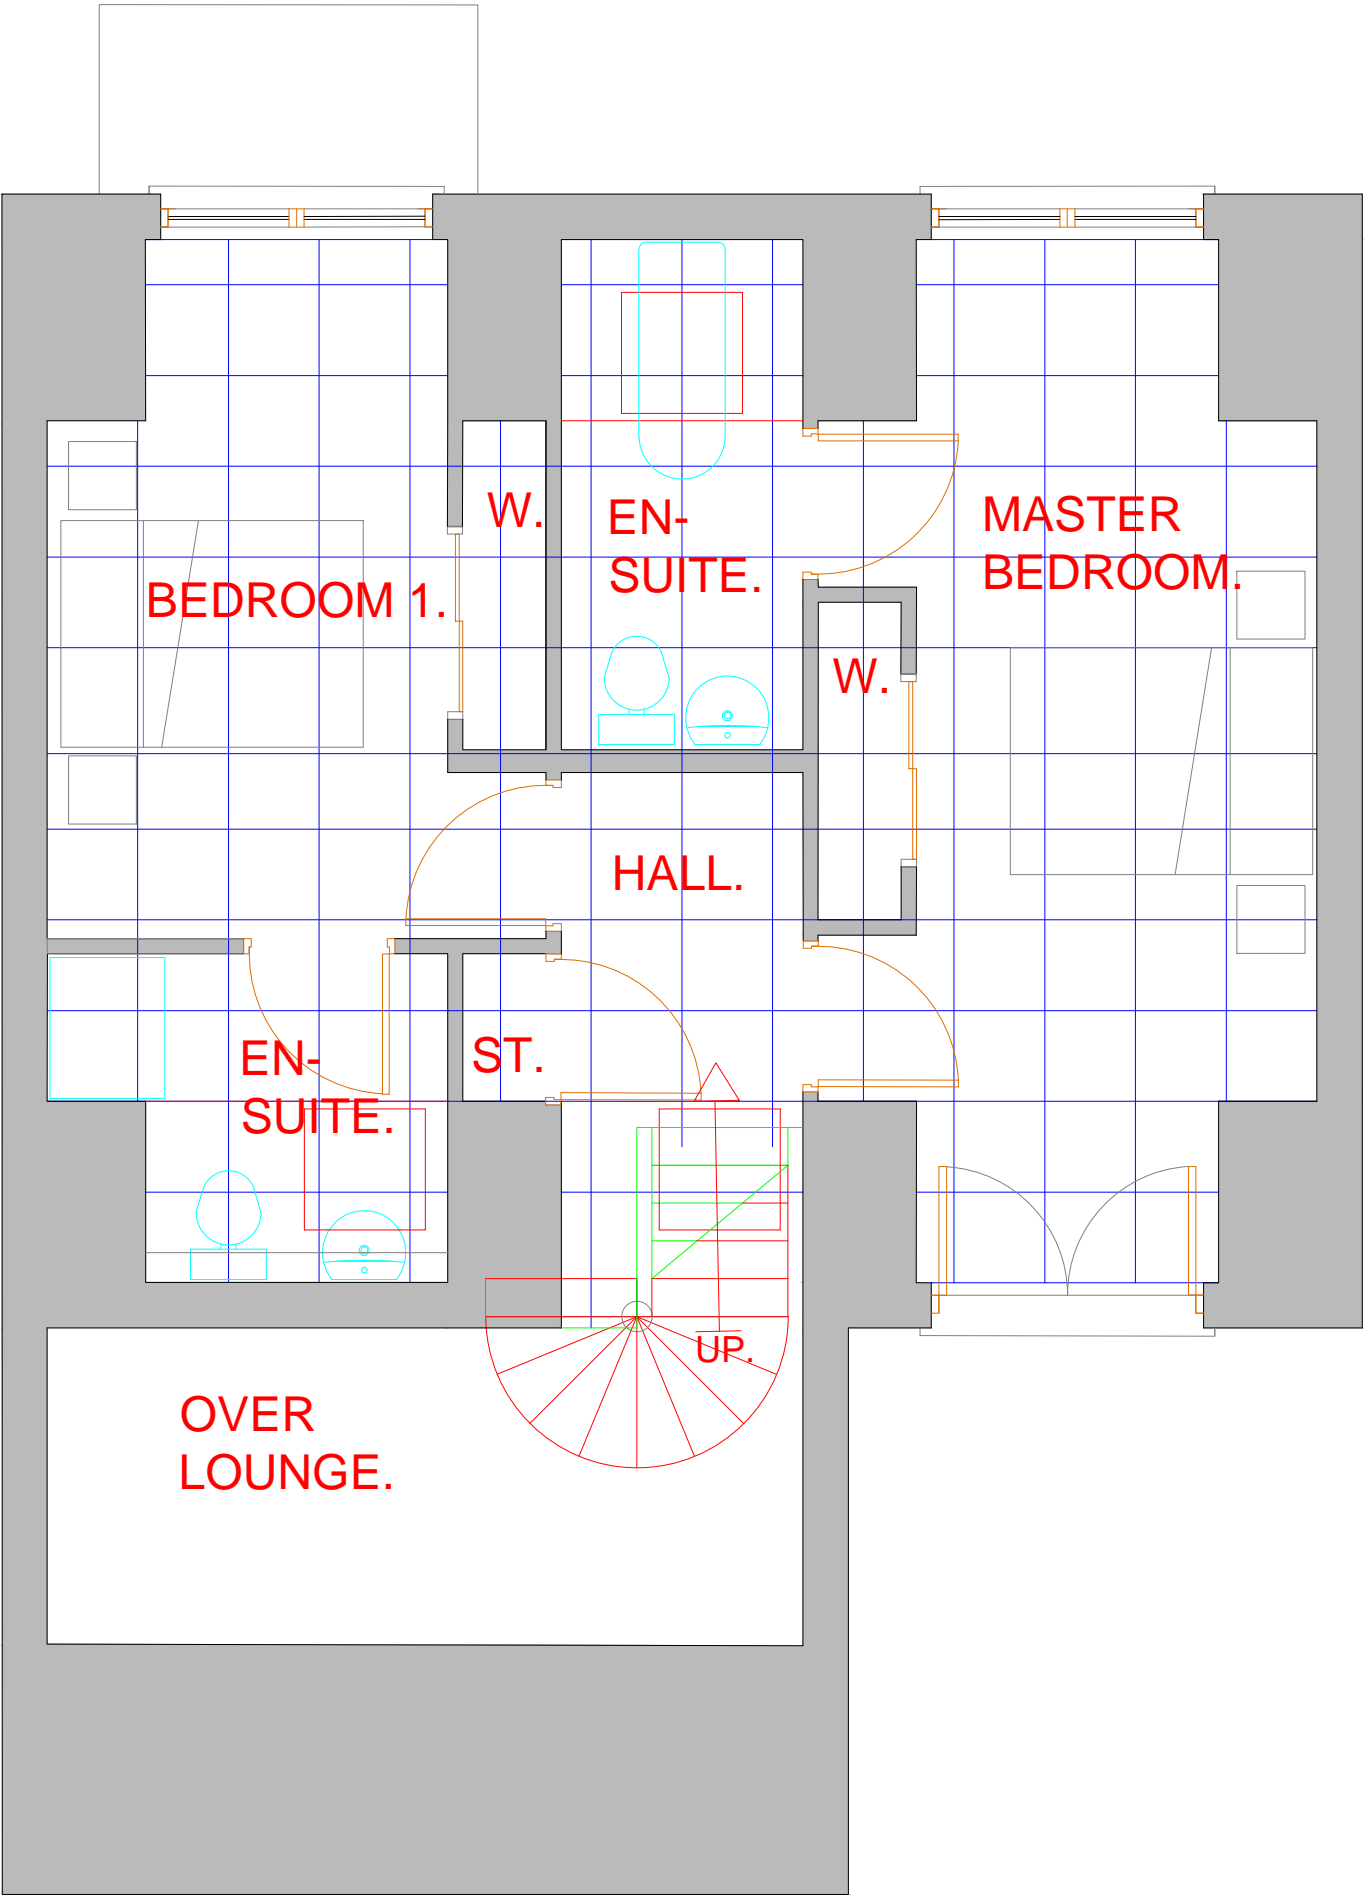 W.
EN-
SUITE.
MASTER
BEDROOM.
BEDROOM 1.
W.
HALL.
ST.
EN-
SUITE.
UP.
OVER
LOUNGE.